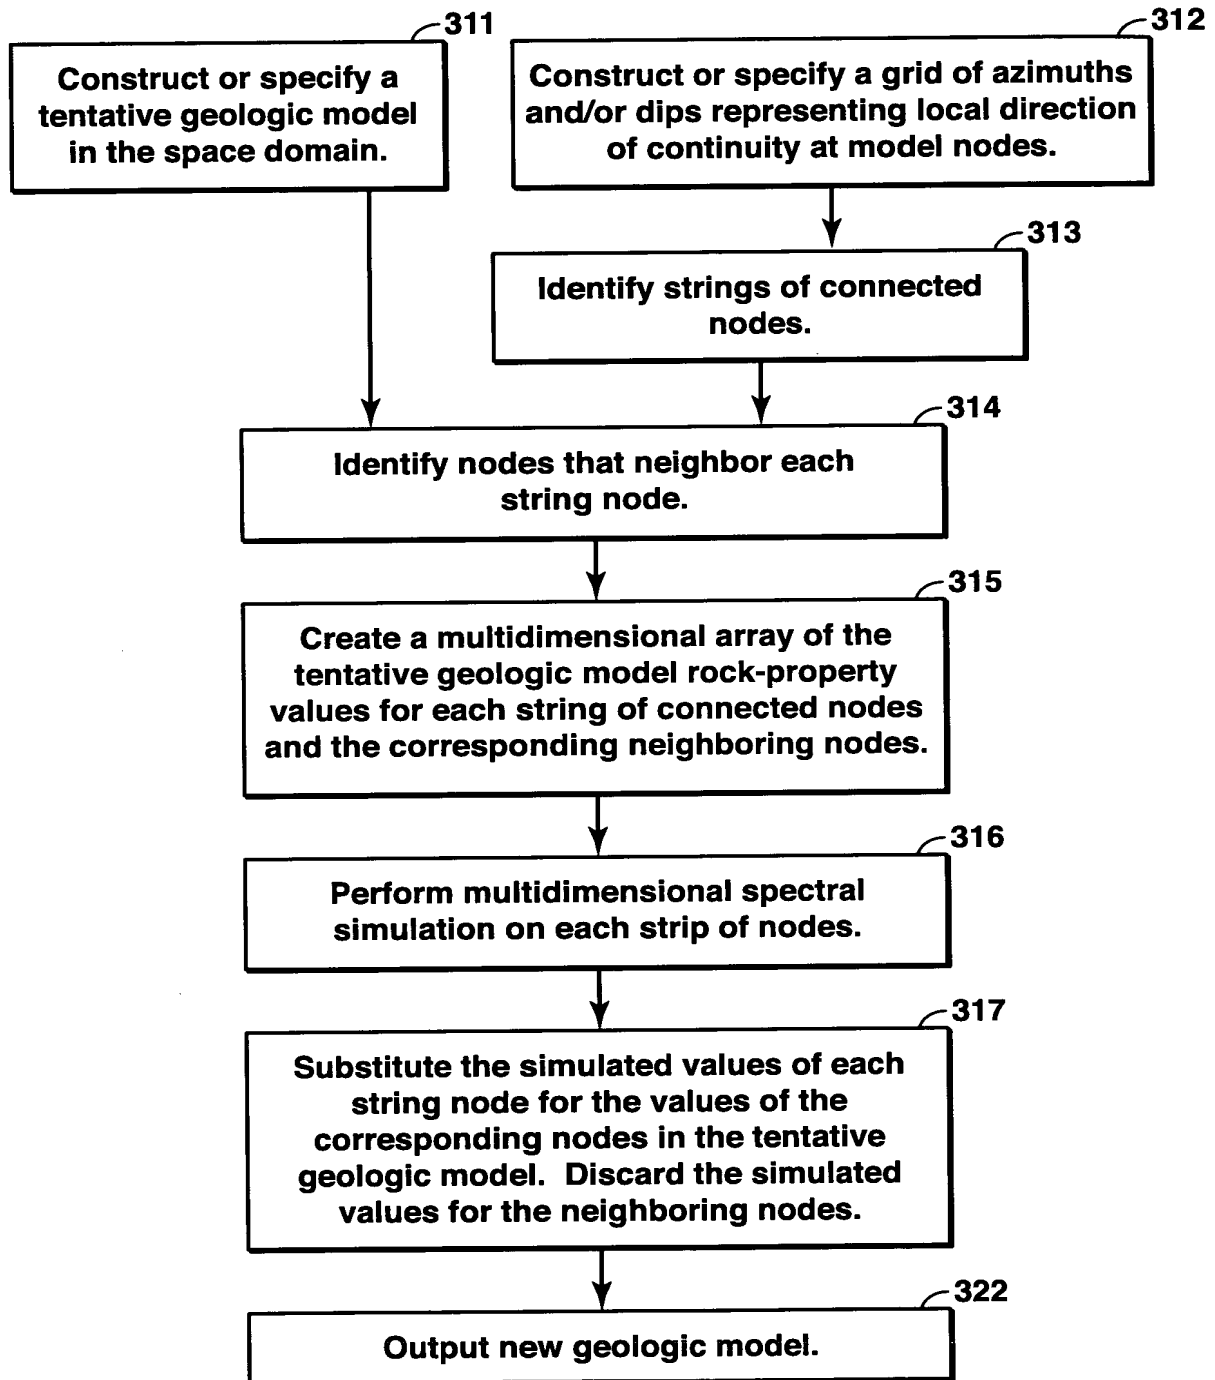 311
Construct or specify a
tentative geologic model
in the space domain.
312
Construct or specify a grid of azimuths
and/or dips representing local direction
of continuity at model nodes.
313
Identify strings of connected
nodes.
314
Identify nodes that neighbor each
string node.
315
Create a multidimensional array of the
tentative geologic model rock-property
values for each string of connected nodes
and the corresponding neighboring nodes.
316
Perform multidimensional spectral
simulation on each strip of nodes.
317
Substitute the simulated values of each
string node for the values of the
corresponding nodes in the tentative
geologic model.  Discard the simulated
values for the neighboring nodes.
322
Output new geologic model.